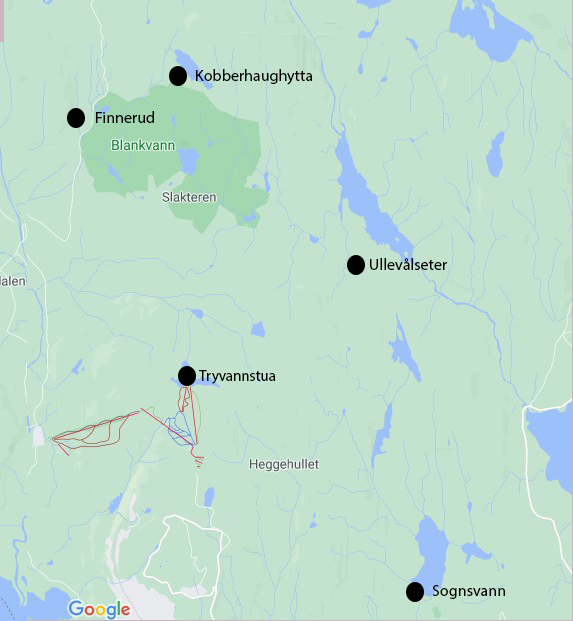 Kobberhaughytta
Finnerud
Blankvann
Slakteren
Ullevålseter
alen
Tryvannstua
Heggehullet
Sognsvann
Google